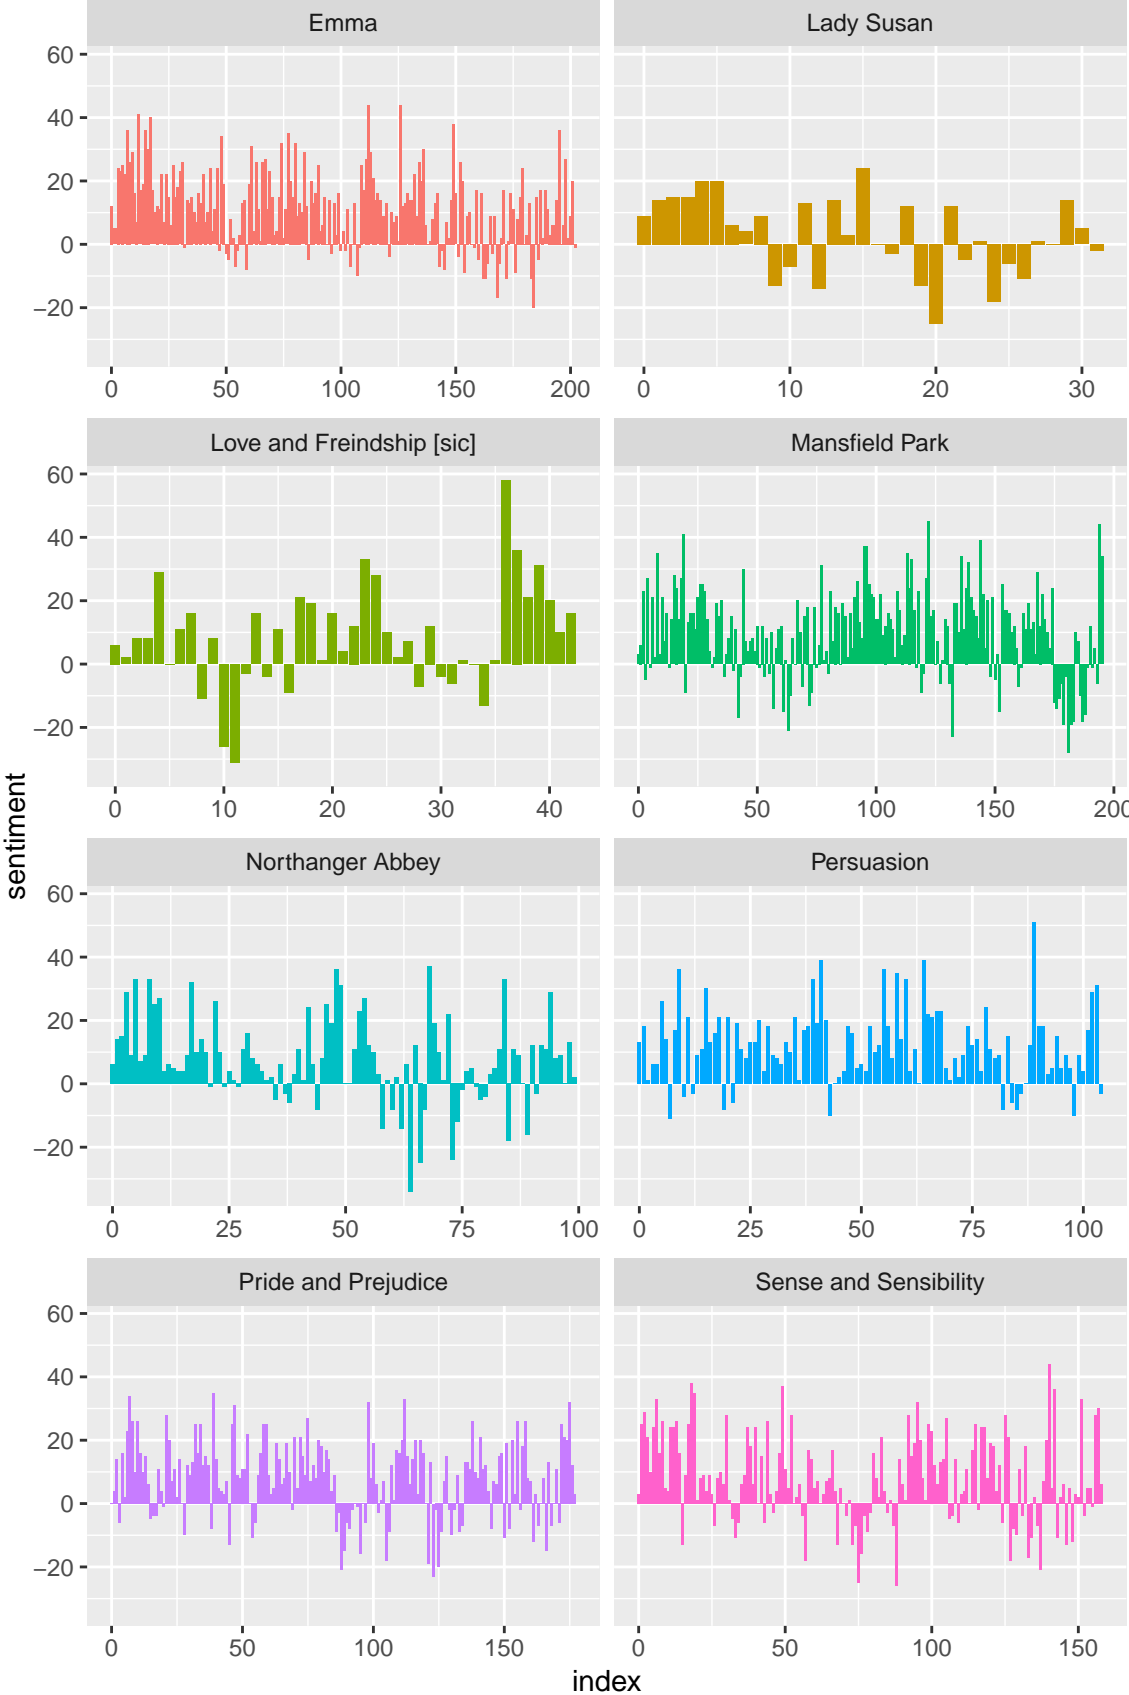 Emma
Lady Susan
60
40
20
0
−20
0 50 100 150 200
0 10 20 30
Love and Freindship [sic]
Mansfield Park
60
40
20
0
−20
0 10 20 30 40
0 50 100 150 200
Northanger Abbey
Persuasion
60
40
20
0
−20
0 25 50 75 100
0 25 50 75 100
Pride and Prejudice
Sense and Sensibility
60
40
20
0
−20
0 50 100 150
0 50 100 150
sentiment
index